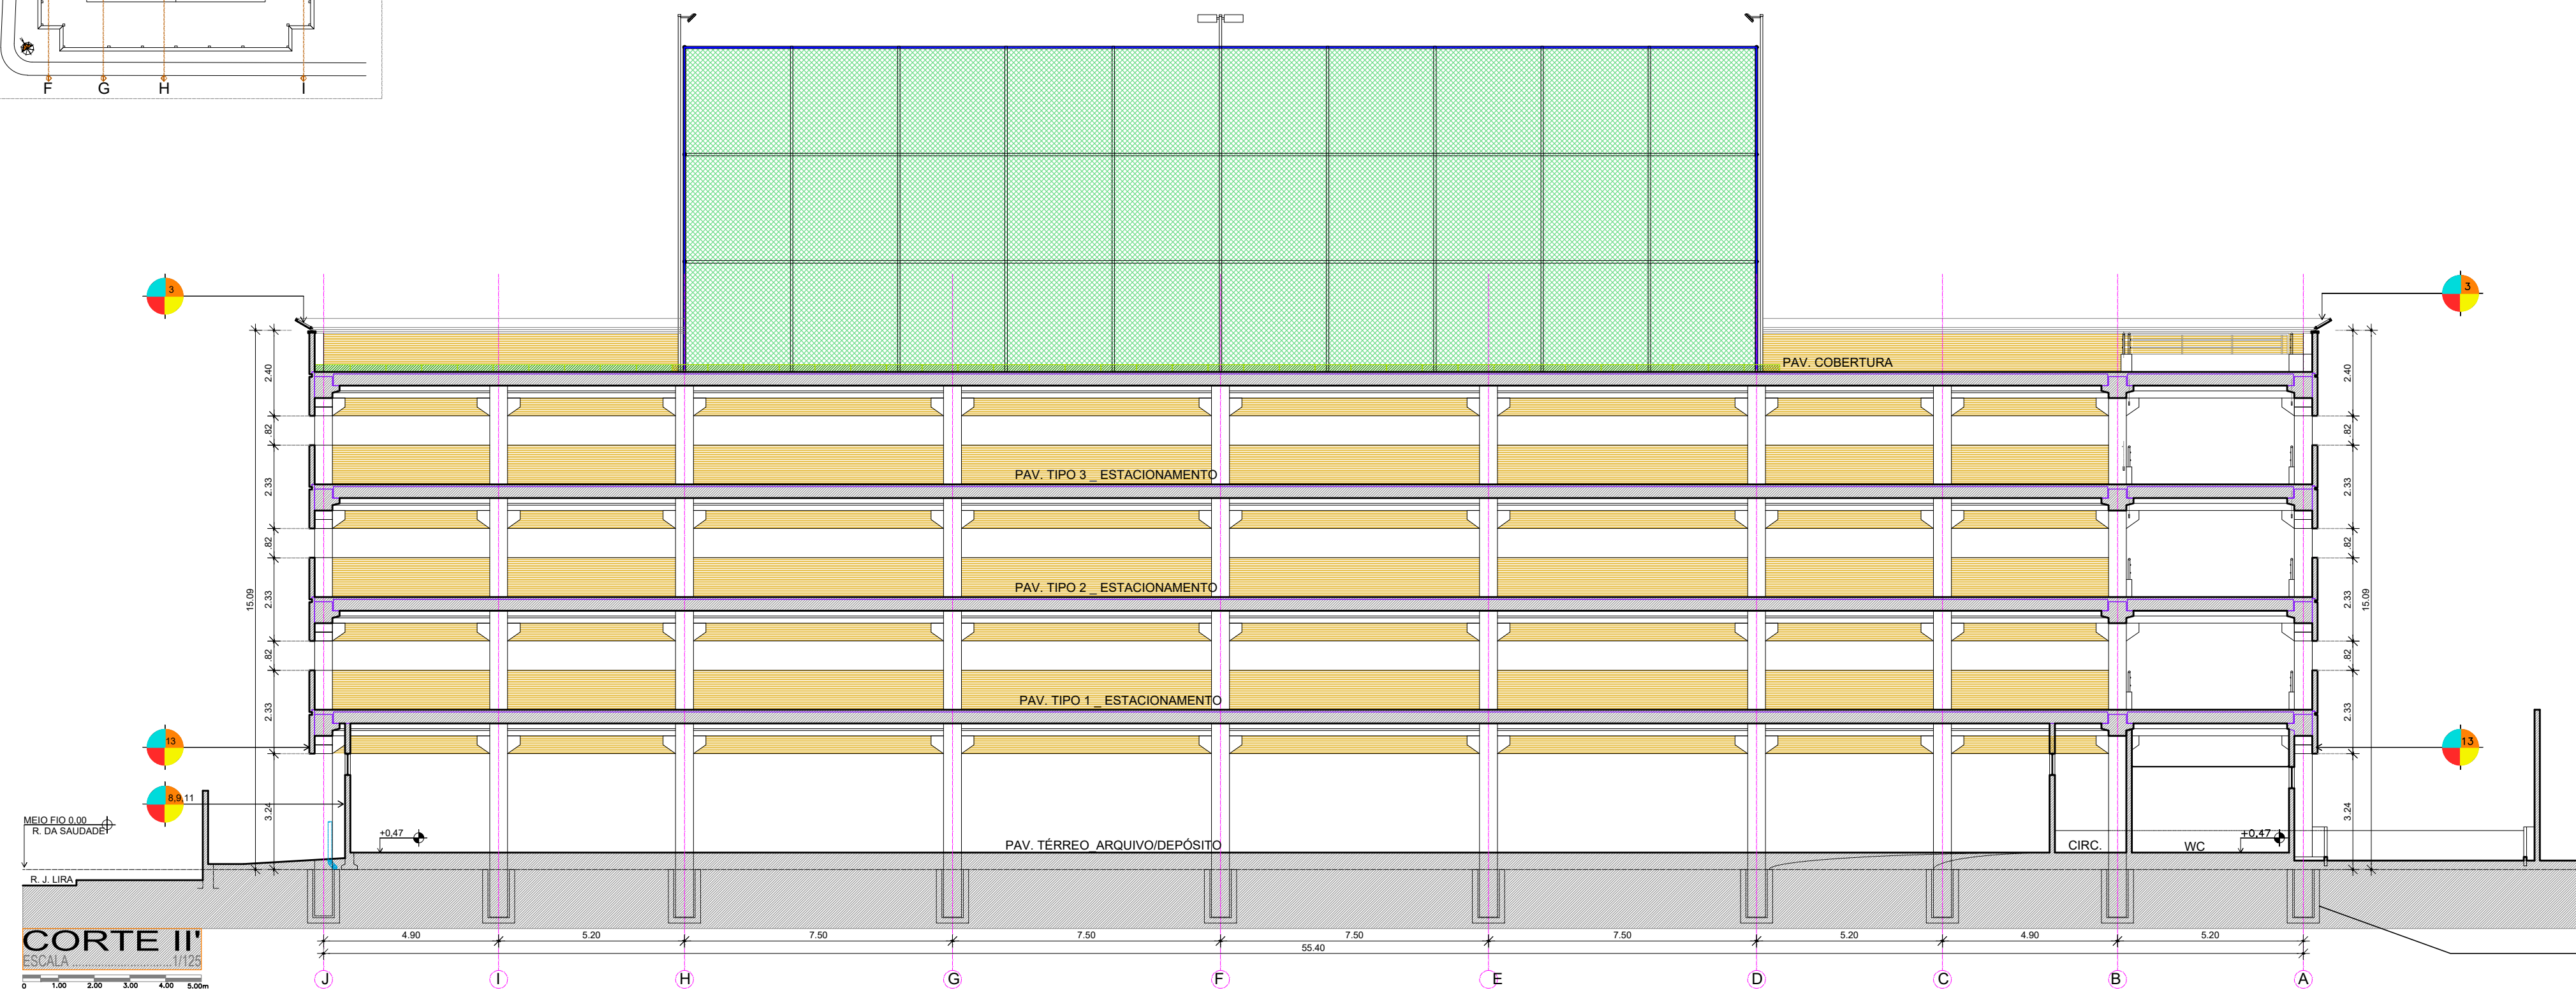 F G H I
3
3
PAV. COBERTURA
2.40
2.40
.82
.82
PAV. TIPO 3 _ ESTACIONAMENTO
2.33
2.33
.82
.82
PAV. TIPO 2 _ ESTACIONAMENTO
15.09
2.33
2.33
15.09
.82
.82
PAV. TIPO 1 _ ESTACIONAMENTO
2.33
2.33
13
13
8,9,11
3.24
3.24
MEIO FIO 0,00
R. DA SAUDADE
+0,47
+0,47
PAV. TÉRREO_ARQUIVO/DEPÓSITO
CIRC.
WC
R. J. LIRA
CORTE II'
ESCALA ..............................1/125
0 1.00 2.00 3.00 4.00 5.00m
4.90 5.20 7.50 7.50 7.50 7.50 5.20 4.90 5.20
55.40
J I H G F E D C B A